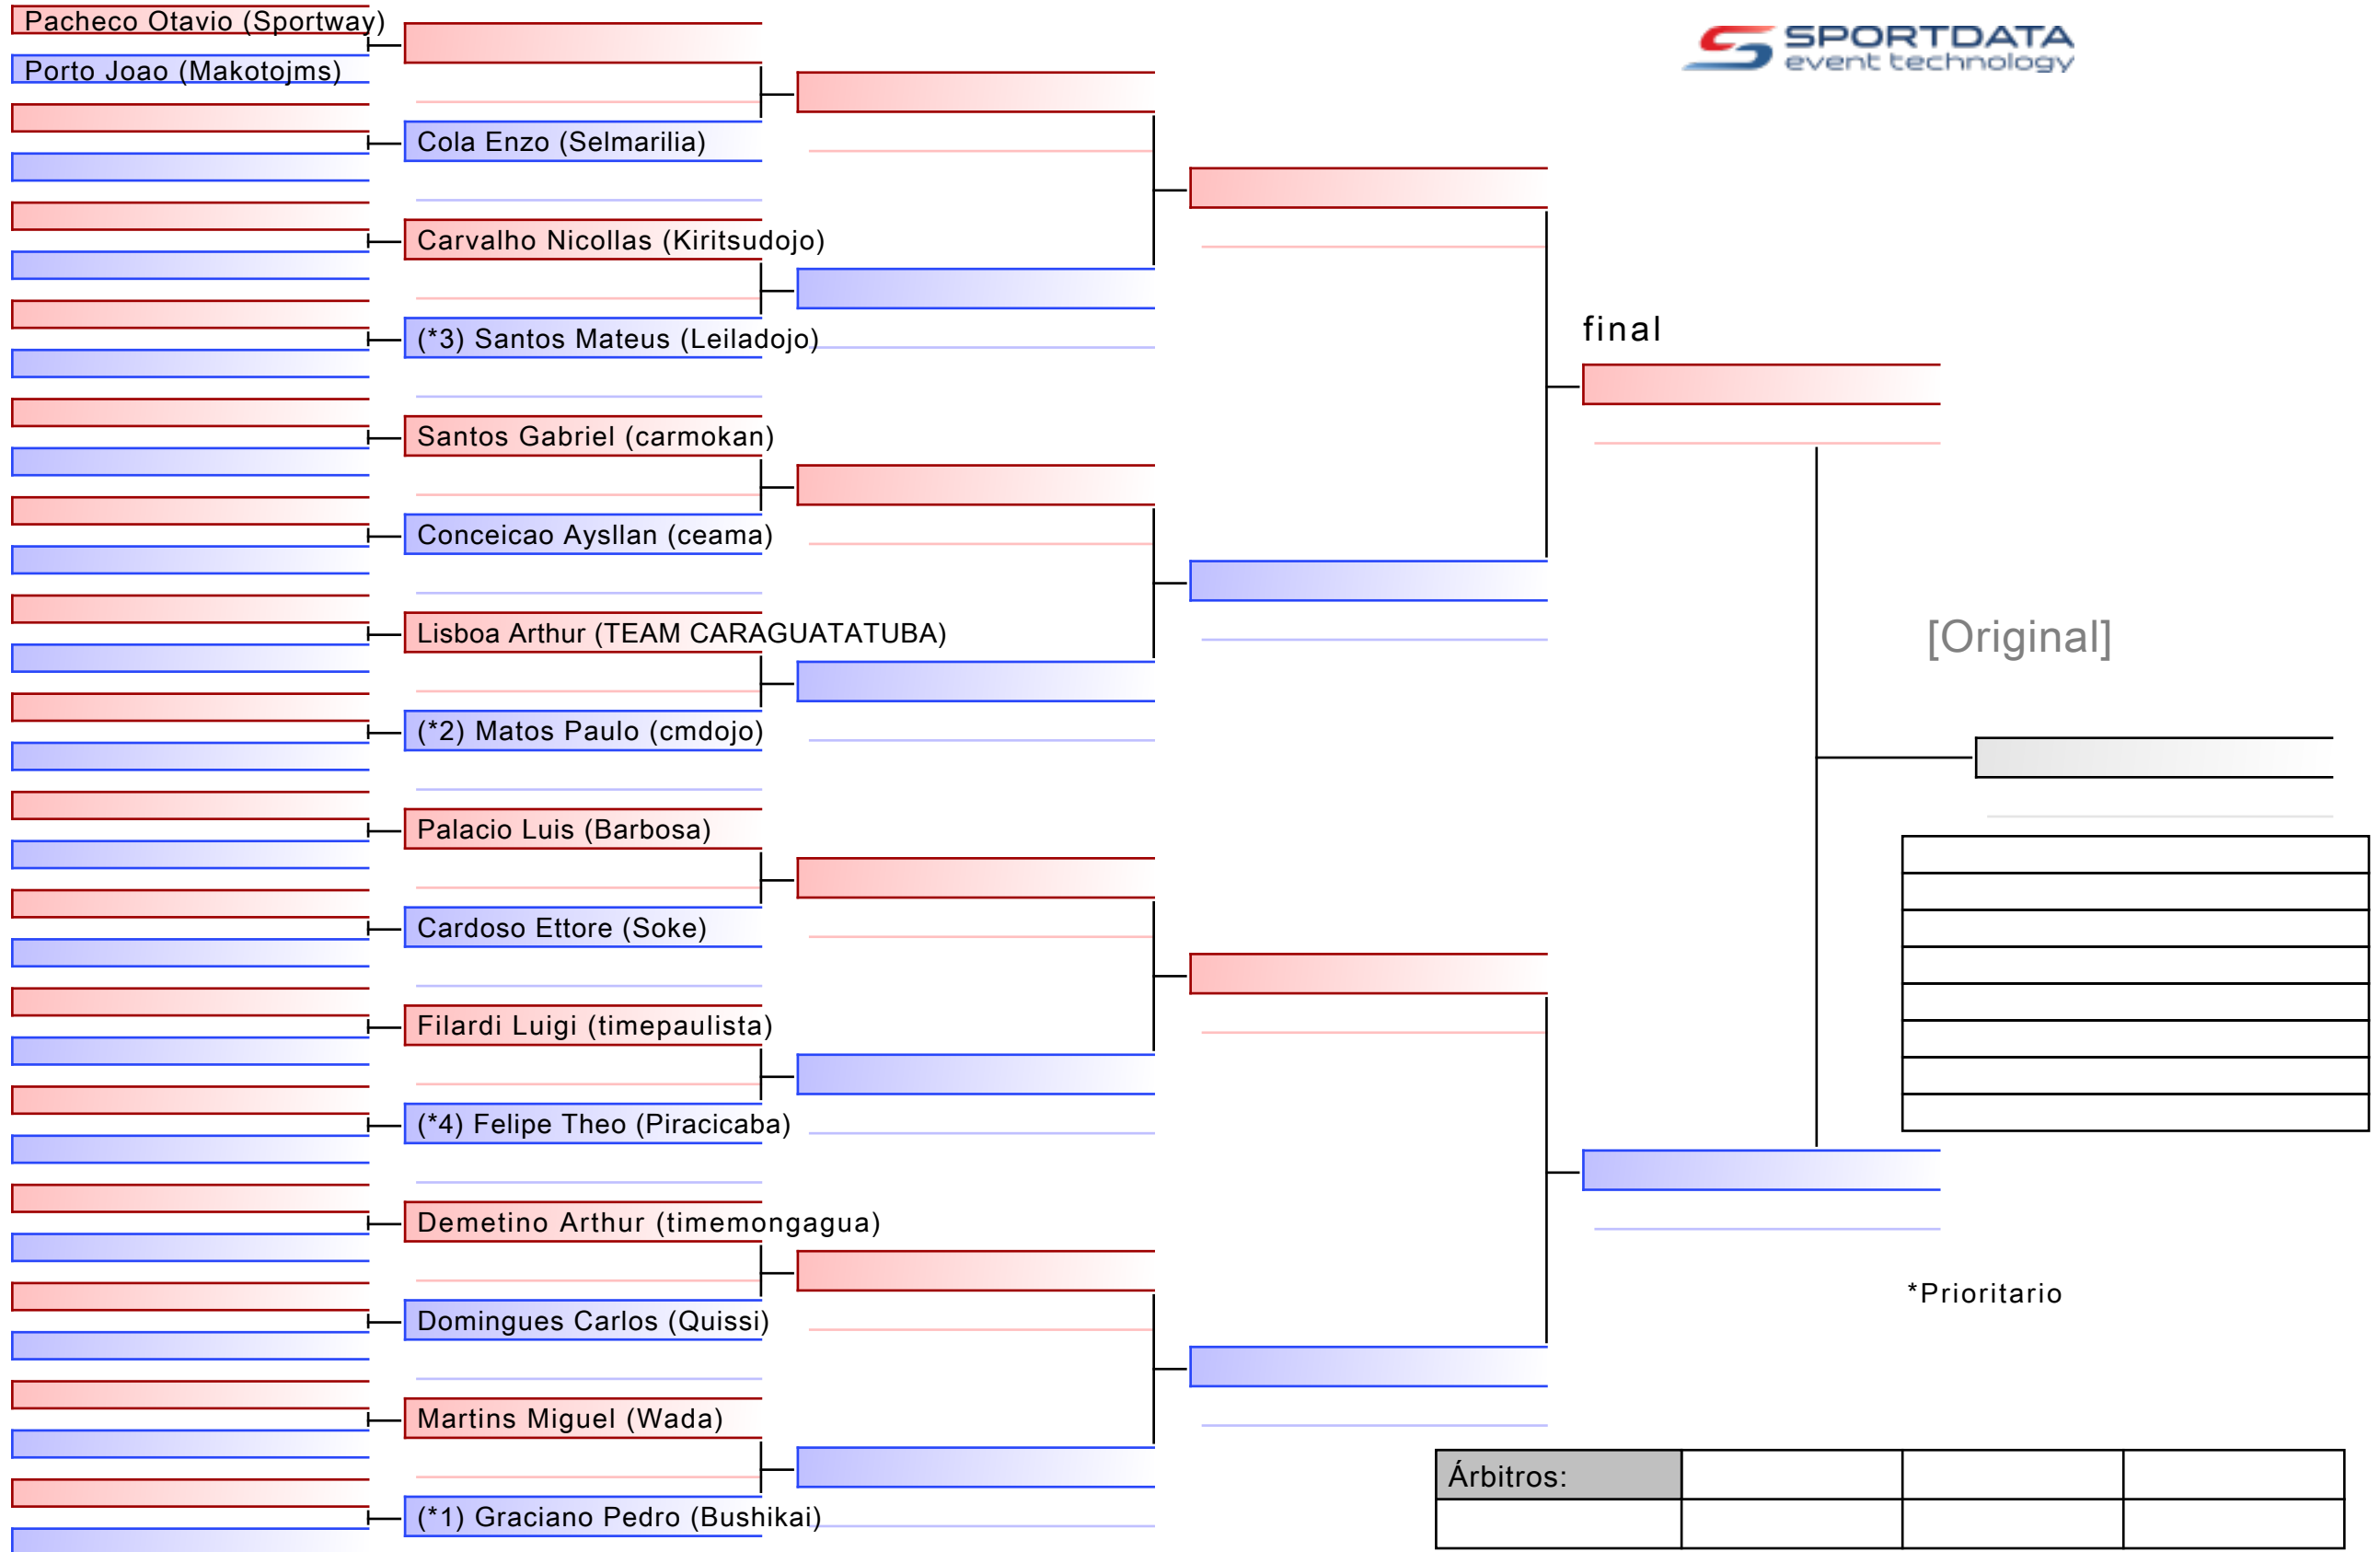 Pacheco Otavio (Sportway)
Porto Joao (Makotojms)
Cola Enzo (Selmarilia)
Carvalho Nicollas (Kiritsudojo)
(*3) Santos Mateus (Leiladojo)
Santos Gabriel (carmokan)
Conceicao Aysllan (ceama)
Lisboa Arthur (TEAM CARAGUATATUBA)
(*2) Matos Paulo (cmdojo)
Palacio Luis (Barbosa)
Cardoso Ettore (Soke)
Filardi Luigi (timepaulista)
(*4) Felipe Theo (Piracicaba)
Demetino Arthur (timemongagua)
Domingues Carlos (Quissi)
Martins Miguel (Wada)
(*1) Graciano Pedro (Bushikai)
SPORTDATA
event technology
final
[Original]
*Prioritario
Árbitros: